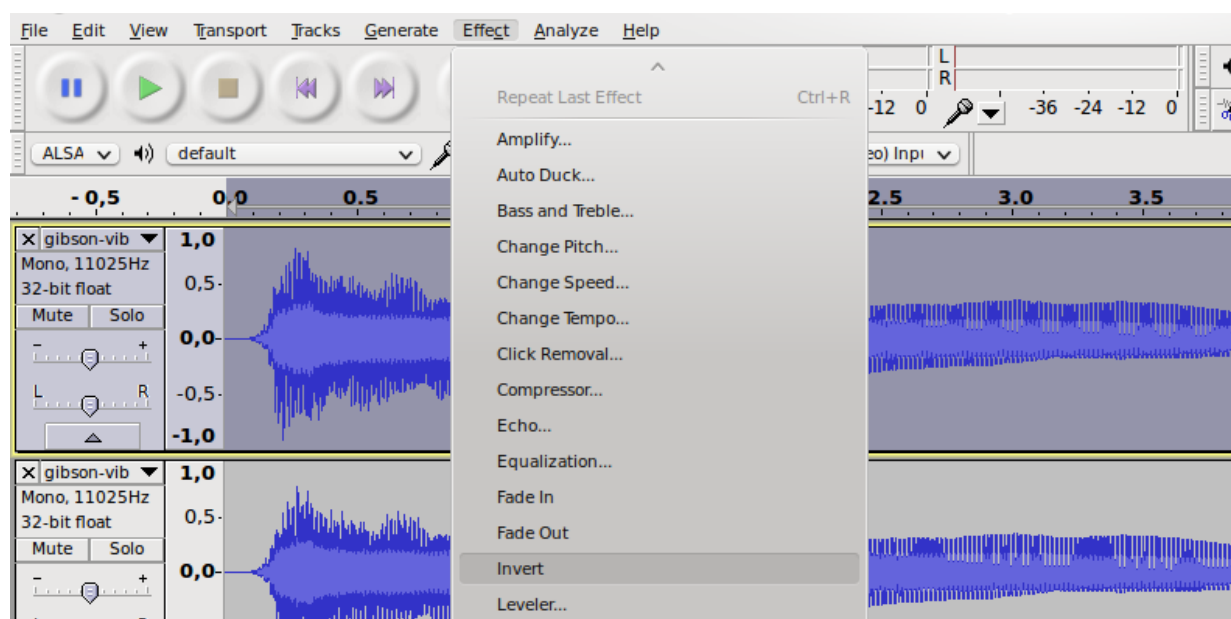 File Edit View Transport Tracks Generate Effect Analyze Help
Repeat Last Effect Ctrl+R
Amplify...
Auto Duck...
Bass and Treble...
Change Pitch...
Change Speed...
Change Tempo...
Click Removal...
Compressor...
Echo...
Equalization...
Fade In
Fade Out
Invert
Leveler...
L
R
-12 0 -36 -24 -12 0
ALSA default
- 0,5 0,0 0.5 2.5 3.0 3.5
X gibson-vib 1,0
Mono, 11025Hz
32-bit float 0,5-
Mute Solo
- + 0,0-
L R -0,5-
-1,0
X gibson-vib 1,0
Mono, 11025Hz
32-bit float 0,5-
Mute Solo
- + 0,0-